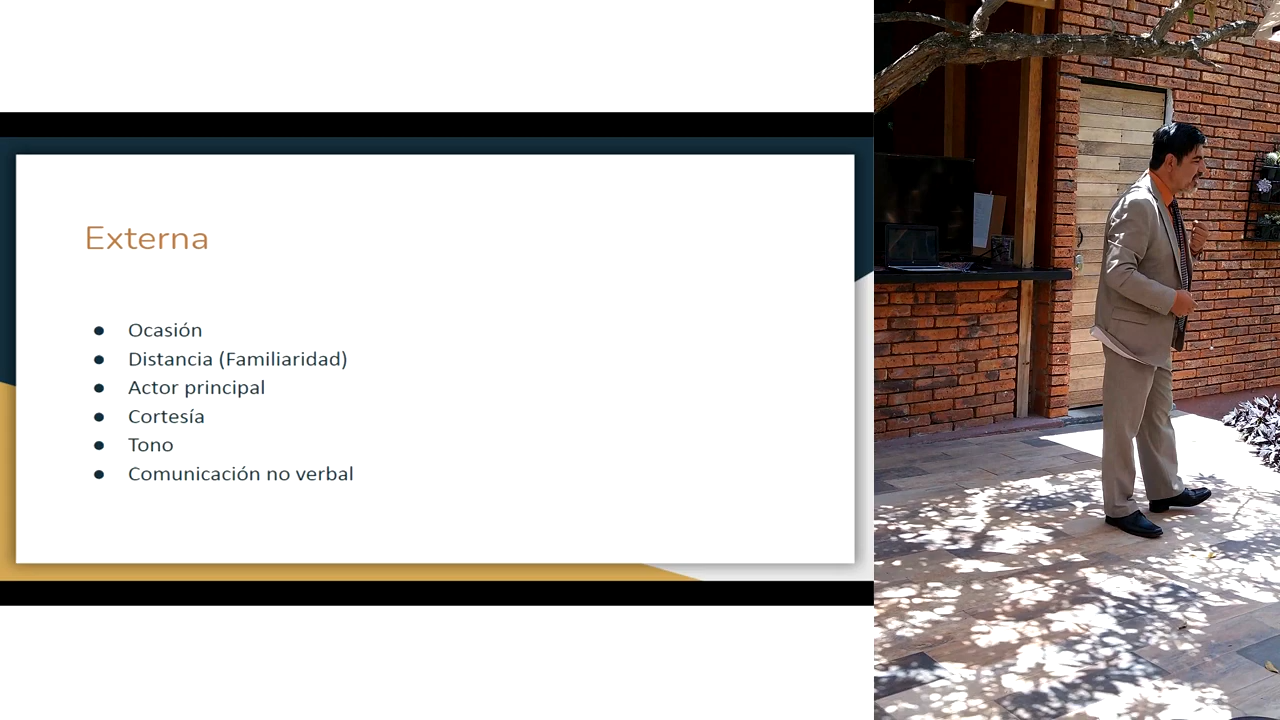 Externa
● Ocasión
● Distancia (Familiaridad)
● Actor principal
● Cortesía
● Tono
● Comunicación no verbal